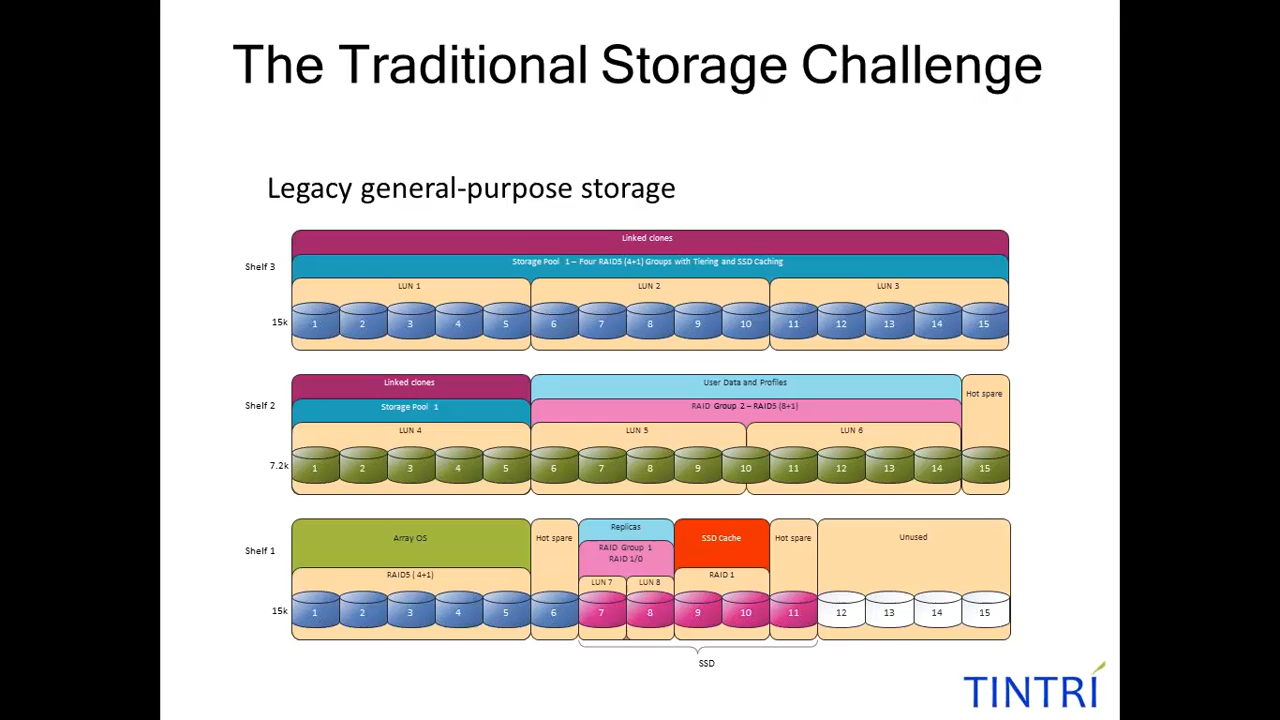 The Traditional Storage Challenge
Legacy general-purpose storage
Linked clones
Shelf 3
Storage Pool 1 – Four RAID5 (4+1) Groups with Tiering and SSD Caching
LUN 1 LUN 2 LUN 3
15k 1 2 3 4 5 6 7 8 9 10 11 12 13 14 15
Linked clones User Data and Profiles
Hot spare
Shelf 2 Storage Pool 1 RAID Group 2 – RAID5 (8+1)
LUN 4 LUN 5 LUN 6
7.2k 1 2 3 4 5 6 7 8 9 10 11 12 13 14 15
Replicas
Array OS Hot spare SSD Cache Hot spare Unused
Shelf 1 RAID Group 1
RAID 1/0
RAID5 ( 4+1) RAID 1
LUN 7 LUN 8
15k 1 2 3 4 5 6 7 8 9 10 11 12 13 14 15
SSD
TINTRÍ